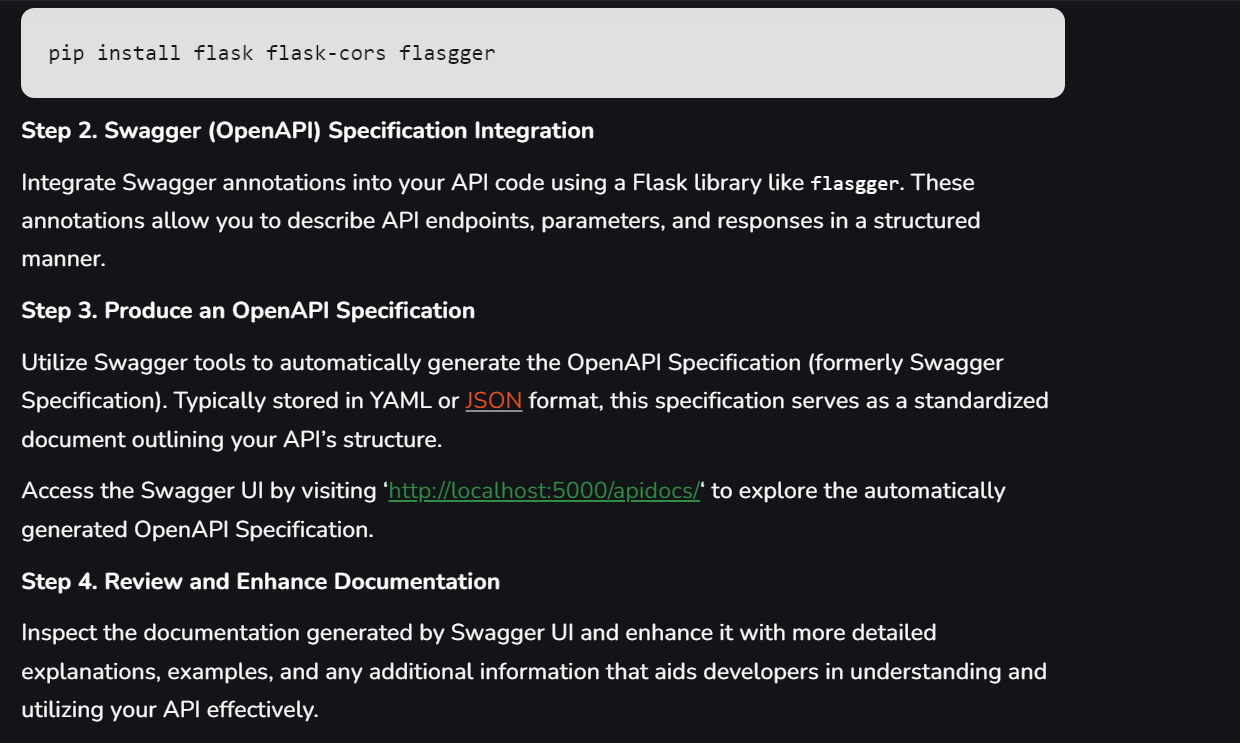 pip install flask flask-cors flasgger
Step 2. Swagger (OpenAPI) Specification Integration
Integrate Swagger annotations into your API code using a Flask library like flasgger. These
annotations allow you to describe API endpoints, parameters, and responses in a structured
manner.
Step 3. Produce an OpenAPI Specification
Utilize Swagger tools to automatically generate the OpenAPI Specification (formerly Swagger
Specification). Typically stored in YAML or JSON format, this specification serves as a standardized
document outlining your API’s structure.
Access the Swagger UI by visiting ‘http://localhost:5000/apidocs/‘ to explore the automatically
generated OpenAPI Specification.
Step 4. Review and Enhance Documentation
Inspect the documentation generated by Swagger UI and enhance it with more detailed
explanations, examples, and any additional information that aids developers in understanding and
utilizing your API effectively.